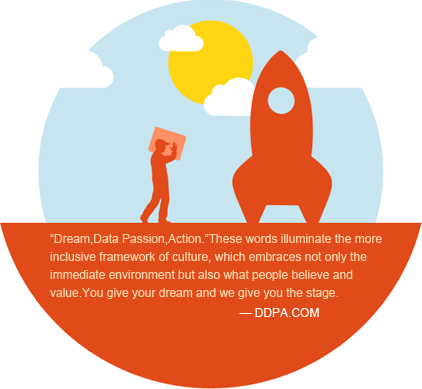 “Dream,Data Passion,Action.”These words illuminate the more
inclusive framework of culture, which embraces not only the
immediate environment but also what people believe and
value.You give your dream and we give you the stage.
— DDPA.COM